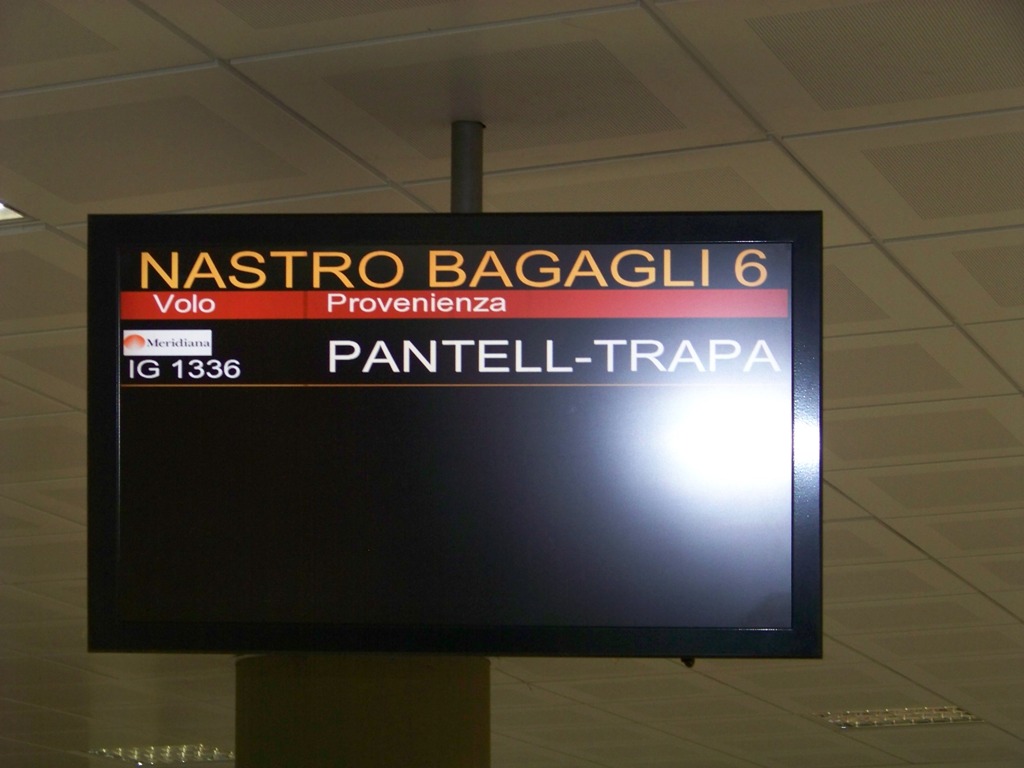 NASTRO BAGAGLI 6
Volo Provenienza
Meridiana
IG 1336 PANTELL-TRAPA